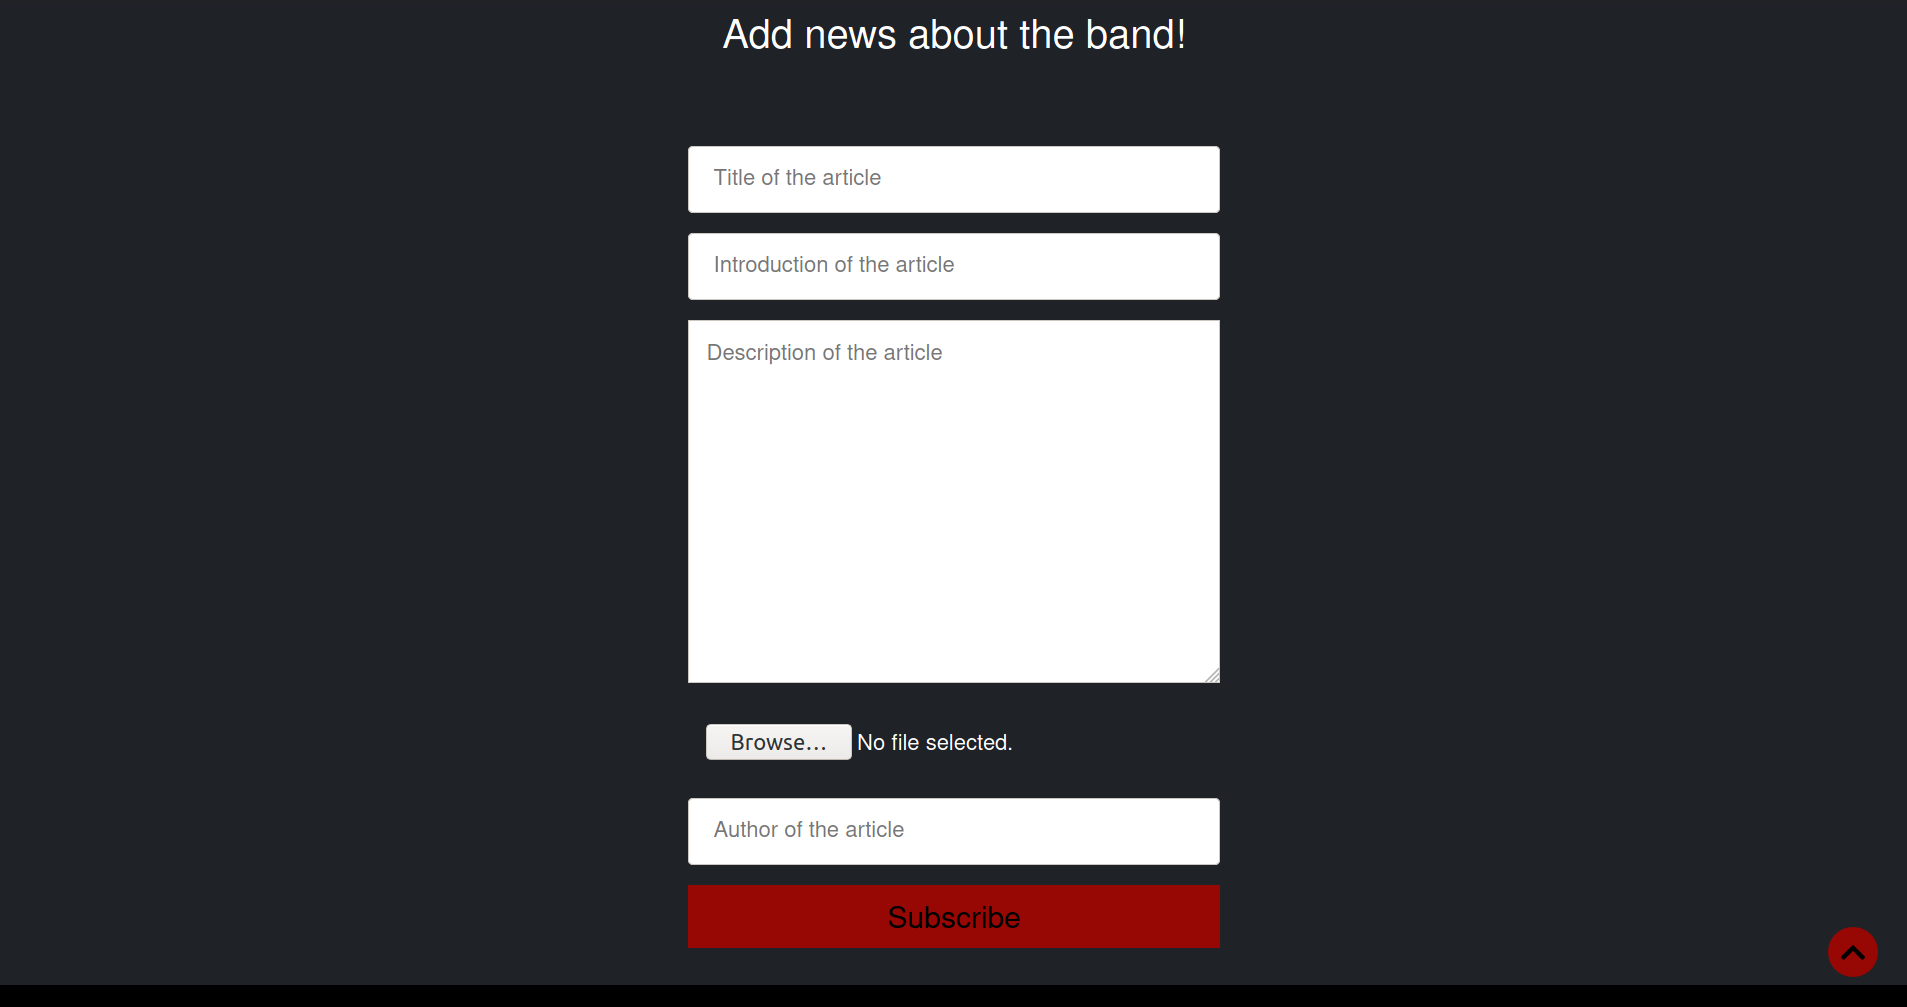 Add news about the band!
Title of the article
Introduction of the article
Description of the article
Browse... No file selected.
Author of the article
Subscribe